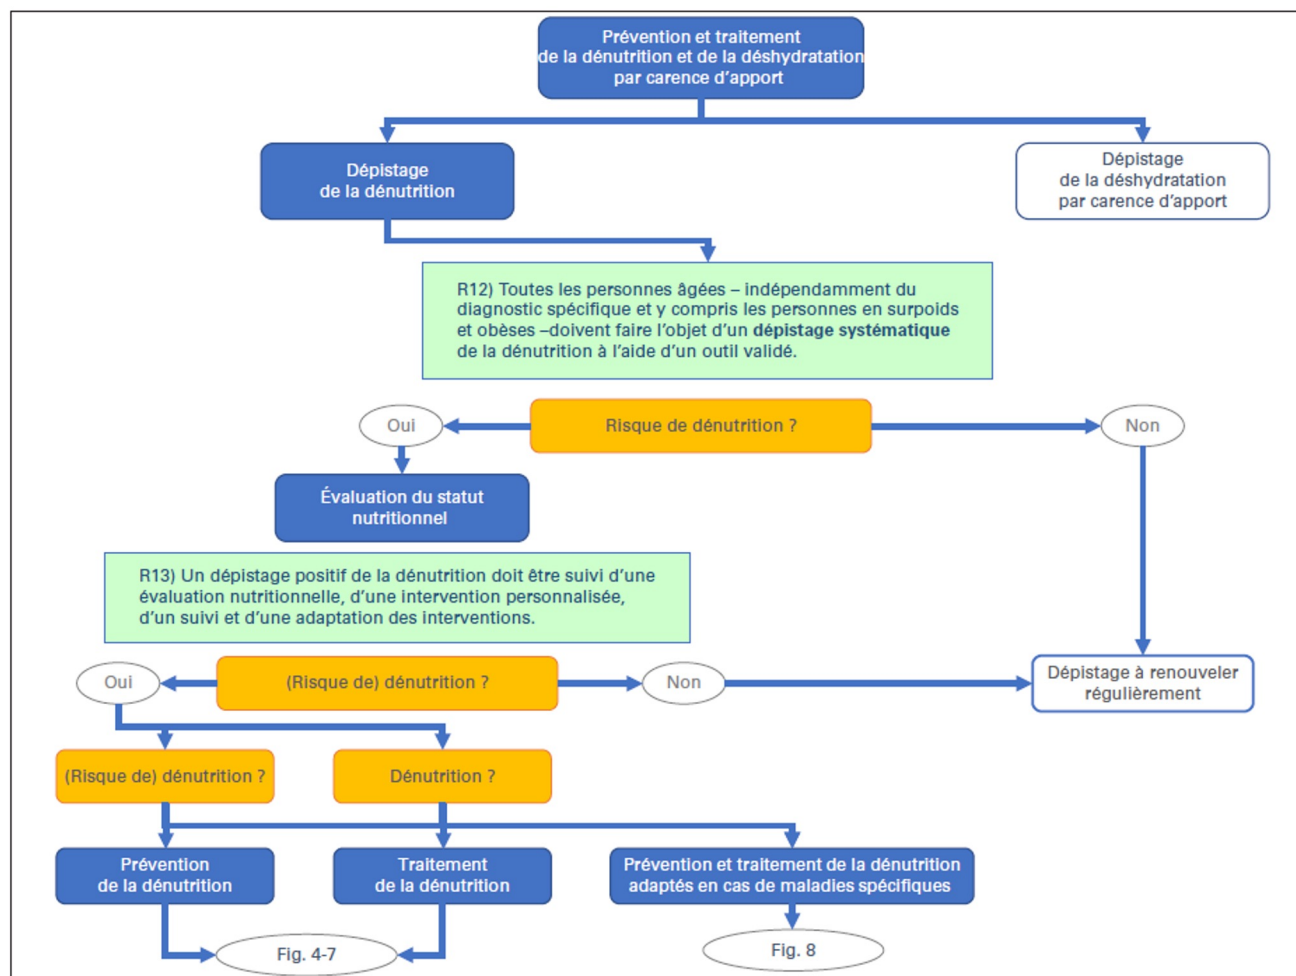 Prévention et traitement
de la dénutrition et de la déshydratation
par carence d'apport
Dépistage
de la dénutrition
Dépistage
de la déshydratation
par carence d'apport
R12) Toutes les personnes âgées – indépendamment du
diagnostic spécifique et y compris les personnes en surpoids
et obèses –doivent faire l'objet d'un dépistage systématique
de la dénutrition à l'aide d'un outil validé.
Oui
Risque de dénutrition ?
Non
Évaluation du statut
nutritionnel
R13) Un dépistage positif de la dénutrition doit être suivi d'une
évaluation nutritionnelle, d'une intervention personnalisée,
d'un suivi et d'une adaptation des interventions.
Oui
(Risque de) dénutrition ?
Non
Dépistage à renouveler
régulièrement
(Risque de) dénutrition ?
Dénutrition ?
Prévention
de la dénutrition
Traitement
de la dénutrition
Prévention et traitement de la dénutrition
adaptés en cas de maladies spécifiques
Fig. 4-7
Fig. 8